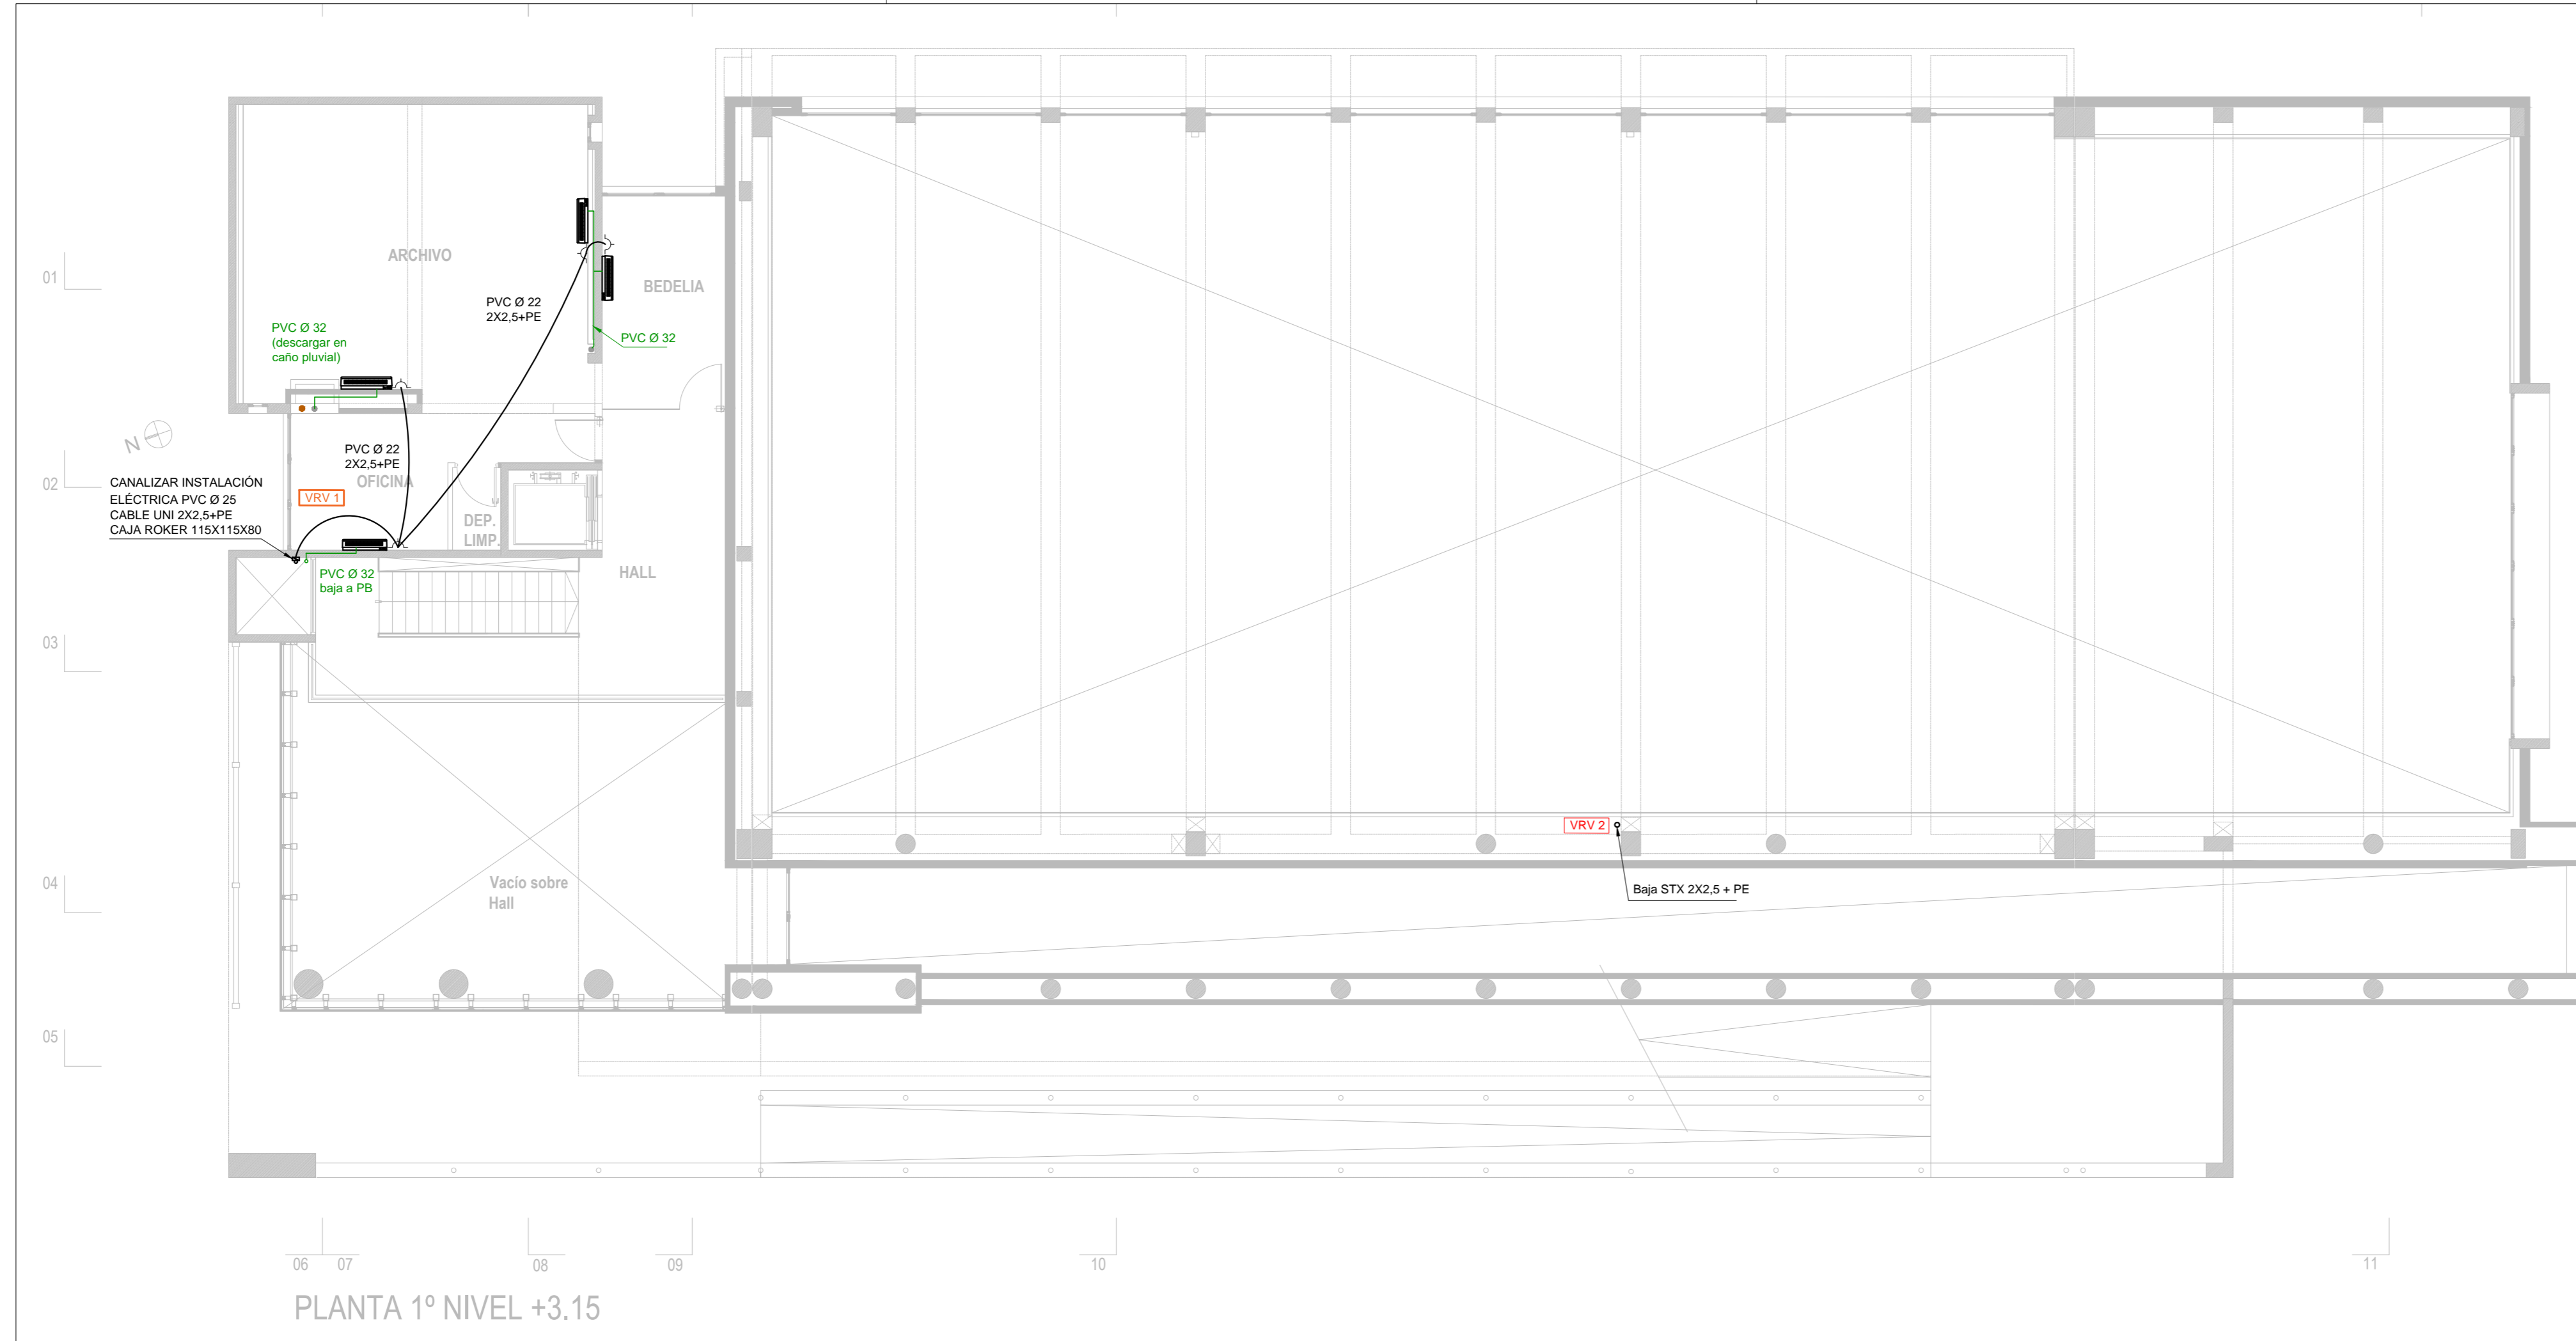 ARCHIVO
01
BEDELIA
PVC Ø 22
2X2,5+PE
PVC Ø 32
(descargar en
caño pluvial)
PVC Ø 32
N
PVC Ø 22
2X2,5+PE
OFICINA
02
CANALIZAR INSTALACIÓN
ELÉCTRICA PVC Ø 25
CABLE UNI 2X2,5+PE
CAJA ROKER 115X115X80
VRV 1
DEP.
LIMP.
HALL
PVC Ø 32
baja a PB
03
VRV 2
04
Vacío sobre
Hall
Baja STX 2X2,5 + PE
05
06 07 08 09 10 11
PLANTA 1º NIVEL +3.15